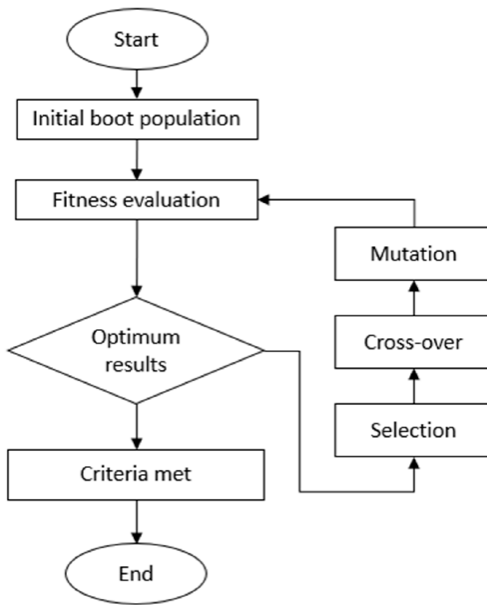 Start
Initial boot population
Fitness evaluation
Mutation
Optimum
results
Cross-over
Selection
Criteria met
End